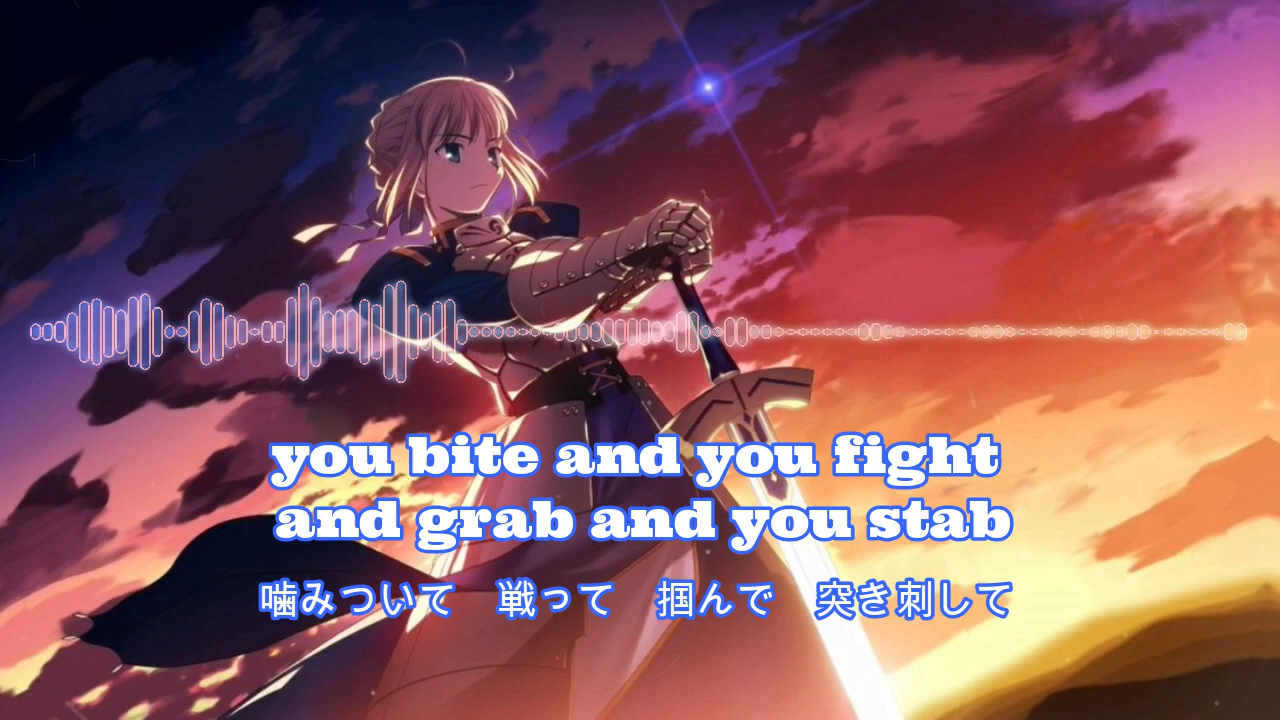 you bite and you fight
and grab and you stab
噛みついて　戦って　掴んで　突き刺して